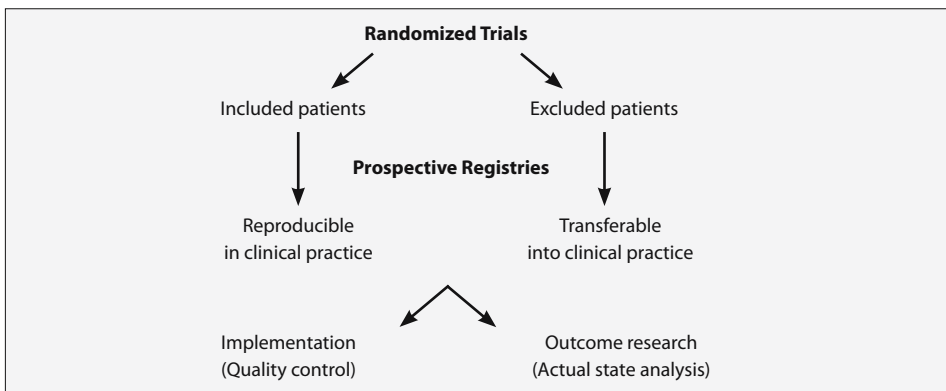 Randomized Trials
Included patients
Excluded patients
Prospective Registries
Reproducible
in clinical practice
Transferable
into clinical practice
Implementation
(Quality control)
Outcome research
(Actual state analysis)